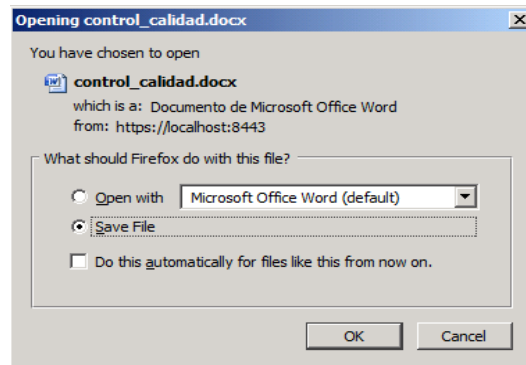 Opening control_calidad.docx
You have chosen to open
control_calidad.docx
which is a: Documento de Microsoft Office Word
from: https://localhost:8443
What should Firefox do with this file?
Open with Microsoft Office Word (default)
Save File
Do this automatically for files like this from now on.
OK Cancel